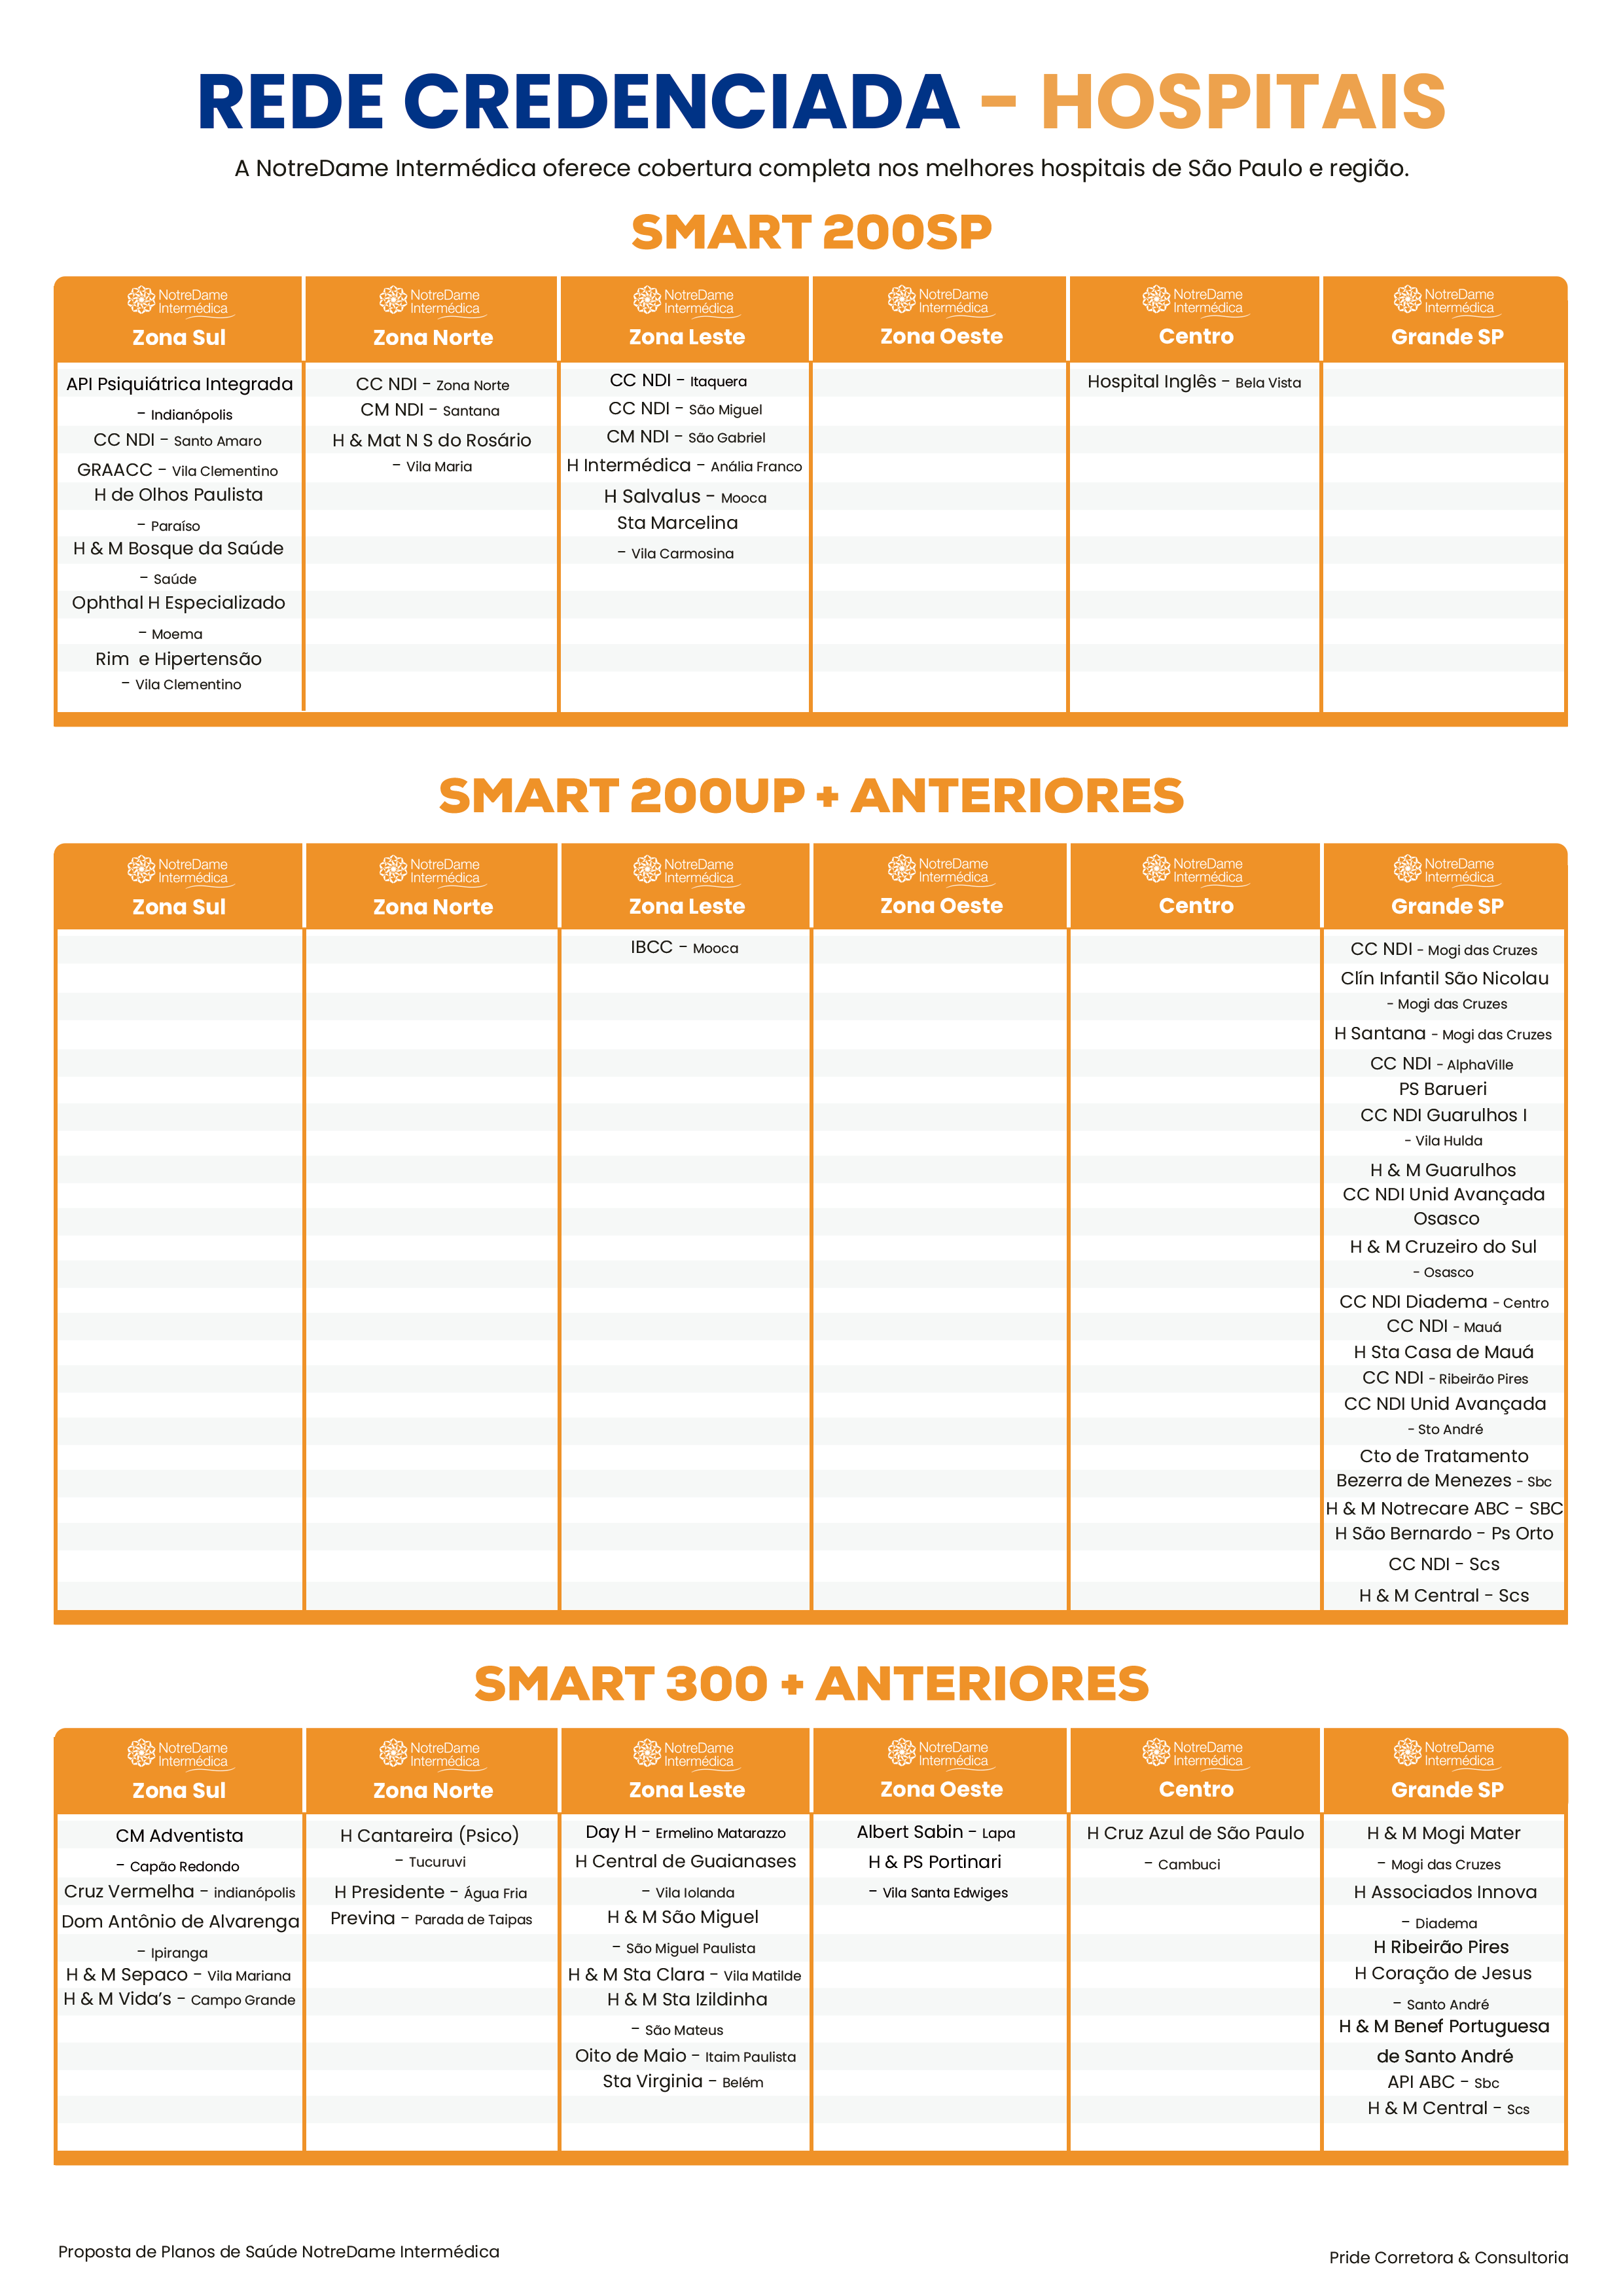 REDE CREDENCIADA - HOSPITAIS
A NotreDame Intermédica oferece cobertura completa nos melhores hospitais de São Paulo e região.
SMART 200SP
NotreDame
Intermédica
Zona Sul
API Psiquiátrica Integrada
- Indianópolis
CC NDI - Santo Amaro
GRAACC - Vila Clementino
H de Olhos Paulista
- Paraíso
H & M Bosque da Saúde
- Saúde
Ophthal H Especializado
- Moema
Rim e Hipertensão
- Vila Clementino
NotreDame
Intermédica
Zona Norte
CC NDI - Zona Norte
CM NDI - Santana
H & Mat N S do Rosário
- Vila Maria
NotreDame
Intermédica
Zona Leste
CC NDI - Itaquera
CC NDI - São Miguel
CM NDI - São Gabriel
H Intermédica - Anália Franco
H Salvalus - Mooca
Sta Marcelina
- Vila Carmosina
NotreDame
Intermédica
Zona Oeste
NotreDame
Intermédica
Centro
Hospital Inglês - Bela Vista
NotreDame
Intermédica
Grande SP
SMART 200UP + ANTERIORES
NotreDame
Intermédica
Zona Sul
NotreDame
Intermédica
Zona Norte
NotreDame
Intermédica
Zona Leste
IBCC - Mooca
NotreDame
Intermédica
Zona Oeste
NotreDame
Intermédica
Centro
NotreDame
Intermédica
Grande SP
CC NDI - Mogi das Cruzes
Clín Infantil São Nicolau
- Mogi das Cruzes
H Santana - Mogi das Cruzes
CC NDI - AlphaVille
PS Barueri
CC NDI Guarulhos I
- Vila Hulda
H & M Guarulhos
CC NDI Unid Avançada
Osasco
H & M Cruzeiro do Sul
- Osasco
CC NDI Diadema - Centro
CC NDI - Mauá
H Sta Casa de Mauá
CC NDI - Ribeirão Pires
CC NDI Unid Avançada
- Sto André
Cto de Tratamento
Bezerra de Menezes - Sbc
H & M Notrecare ABC - SBC
H São Bernardo - Ps Orto
CC NDI - Scs
H & M Central - Scs
SMART 300 + ANTERIORES
NotreDame
Intermédica
Zona Sul
CM Adventista
- Capão Redondo
Cruz Vermelha - indianópolis
Dom Antônio de Alvarenga
- Ipiranga
H & M Sepaco - Vila Mariana
H & M Vida's - Campo Grande
NotreDame
Intermédica
Zona Norte
H Cantareira (Psico)
- Tucuruvi
H Presidente - Água Fria
Previna - Parada de Taipas
NotreDame
Intermédica
Zona Leste
Day H - Ermelino Matarazzo
H Central de Guaianases
- Vila Iolanda
H & M São Miguel
- São Miguel Paulista
H & M Sta Clara - Vila Matilde
H & M Sta Izildinha
- São Mateus
Oito de Maio - Itaim Paulista
Sta Virginia - Belém
NotreDame
Intermédica
Zona Oeste
Albert Sabin - Lapa
H & PS Portinari
- Vila Santa Edwiges
NotreDame
Intermédica
Centro
H Cruz Azul de São Paulo
- Cambuci
NotreDame
Intermédica
Grande SP
H & M Mogi Mater
- Mogi das Cruzes
H Associados Innova
- Diadema
H Ribeirão Pires
H Coração de Jesus
- Santo André
H & M Benef Portuguesa
de Santo André
API ABC - Sbc
H & M Central - Scs
Proposta de Planos de Saúde NotreDame Intermédica
Pride Corretora & Consultoria